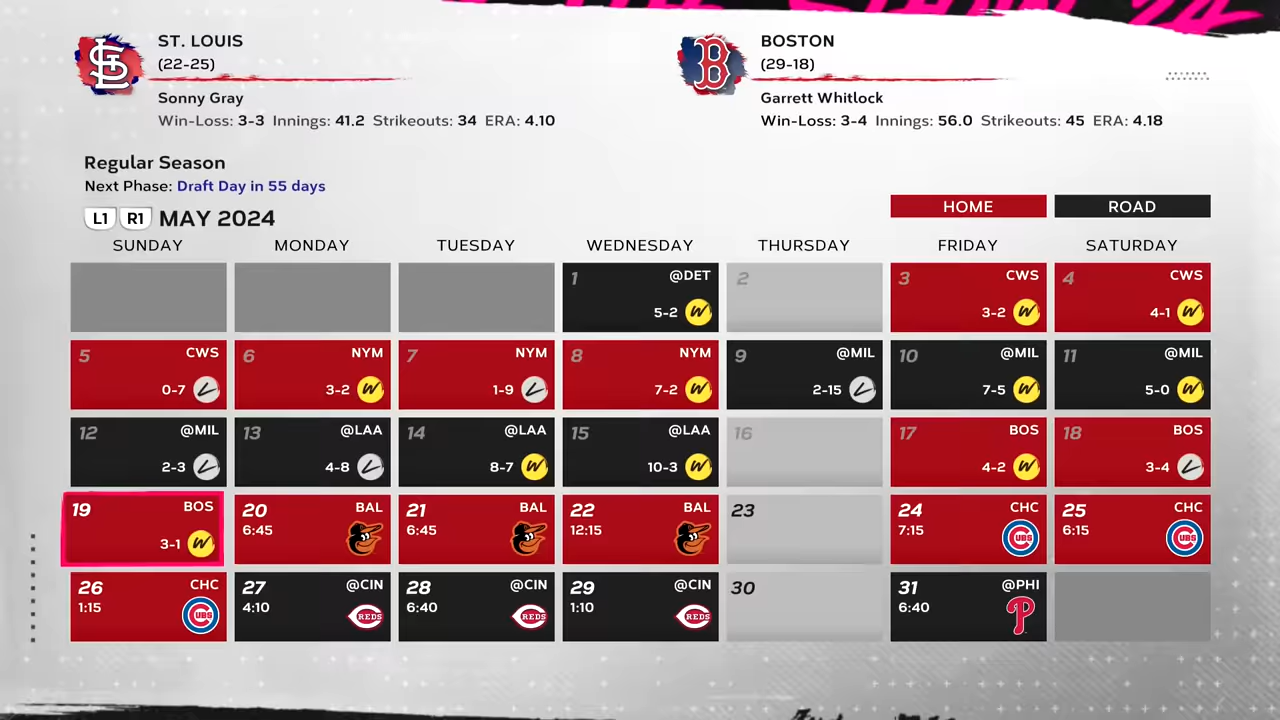 ST. LOUIS
(22-25)
Sonny Gray
Win-Loss: 3-3 Innings: 41.2 Strikeouts: 34 ERA: 4.10
BOSTON
(29-18)
Garrett Whitlock
Win-Loss: 3-4 Innings: 56.0 Strikeouts: 45 ERA: 4.18
Regular Season
Next Phase: Draft Day in 55 days
L1 R1 MAY 2024
HOME ROAD
SUNDAY MONDAY TUESDAY WEDNESDAY THURSDAY FRIDAY SATURDAY
1 @DET 2 3 CWS 4 CWS
5-2 W 3-2 W 4-1 W
5 CWS 6 NYM 7 NYM 8 NYM 9 @MIL 10 @MIL 11 @MIL
0-7 L 3-2 W 1-9 L 7-2 W 2-15 L 7-5 W 5-0 W
12 @MIL 13 @LAA 14 @LAA 15 @LAA 16 17 BOS 18 BOS
2-3 L 4-8 L 8-7 W 10-3 W 4-2 W 3-4 L
19 BOS 20 BAL 21 BAL 22 BAL 23 24 CHC 25 CHC
3-1 W 6:45 6:45 12:15 7:15 CUBS 6:15 CUBS
26 CHC 27 @CIN 28 @CIN 29 @CIN 30 31 @PHI
1:15 CUBS 4:10 REDS 6:40 REDS 1:10 REDS 6:40 P